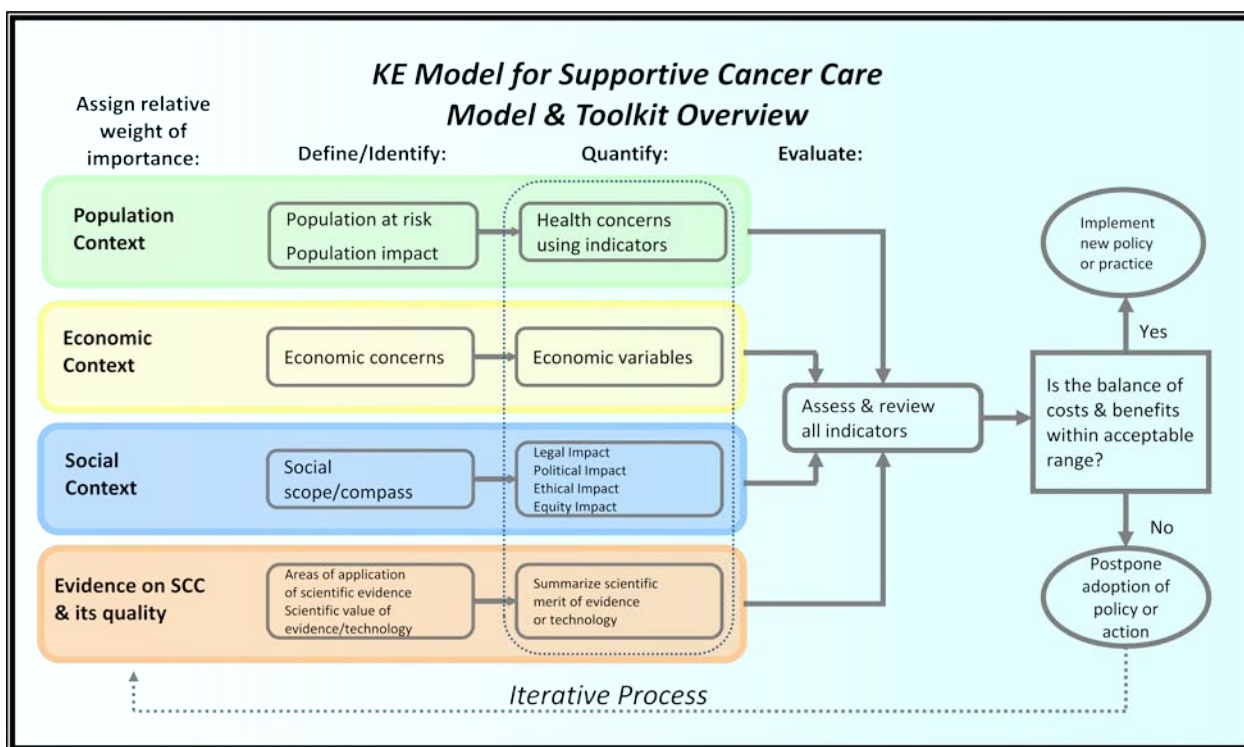 KE Model for Supportive Cancer Care
Model & Toolkit Overview
Assign relative
weight of
importance:
Define/Identify:
Quantify:
Evaluate:
Population
Context
Population at risk
Population impact
Health concerns
using indicators
Economic
Context
Economic concerns
Economic variables
Social
Context
Social
scope/compass
Legal Impact
Political Impact
Ethical Impact
Equity Impact
Evidence on SCC
& its quality
Areas of application
of scientific evidence
Scientific value of
evidence/technology
Summarize scientific
merit of evidence
or technology
Assess & review
all indicators
Is the balance of
costs & benefits
within acceptable
range?
Yes
Implement
new policy
or practice
No
Postpone
adoption of
policy or
action
Iterative Process